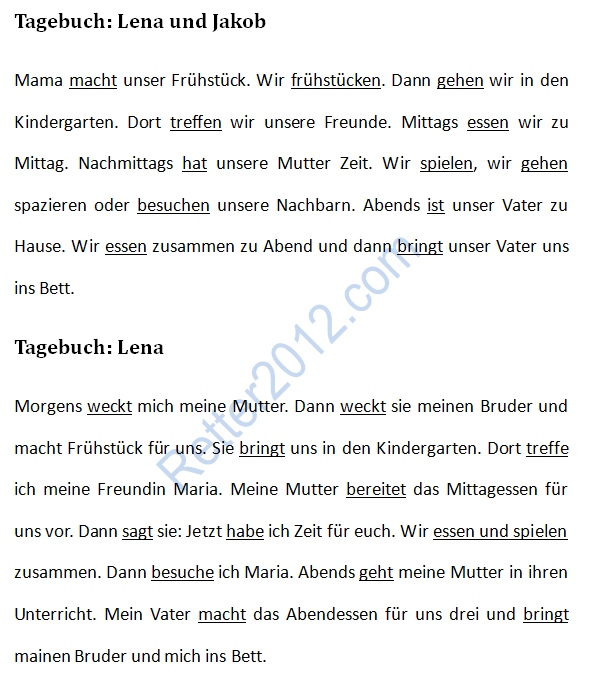 Tagebuch: Lena und Jakob
Mama macht unser Frühstück. Wir frühstücken. Dann gehen wir in den
Kindergarten. Dort treffen wir unsere Freunde. Mittags essen wir zu
Mittag. Nachmittags hat unsere Mutter Zeit. Wir spielen, wir gehen
spazieren oder besuchen unsere Nachbarn. Abends ist unser Vater zu
Hause. Wir essen zusammen zu Abend und dann bringt unser Vater uns
ins Bett.
Tagebuch: Lena
Morgens weckt mich meine Mutter. Dann weckt sie meinen Bruder und
macht Frühstück für uns. Sie bringt uns in den Kindergarten. Dort treffe
ich meine Freundin Maria. Meine Mutter bereitet das Mittagessen für
uns vor. Dann sagt sie: Jetzt habe ich Zeit für euch. Wir essen und spielen
zusammen. Dann besuche ich Maria. Abends geht meine Mutter in ihren
Unterricht. Mein Vater macht das Abendessen für uns drei und bringt
mainen Bruder und mich ins Bett.
Retter2012.com